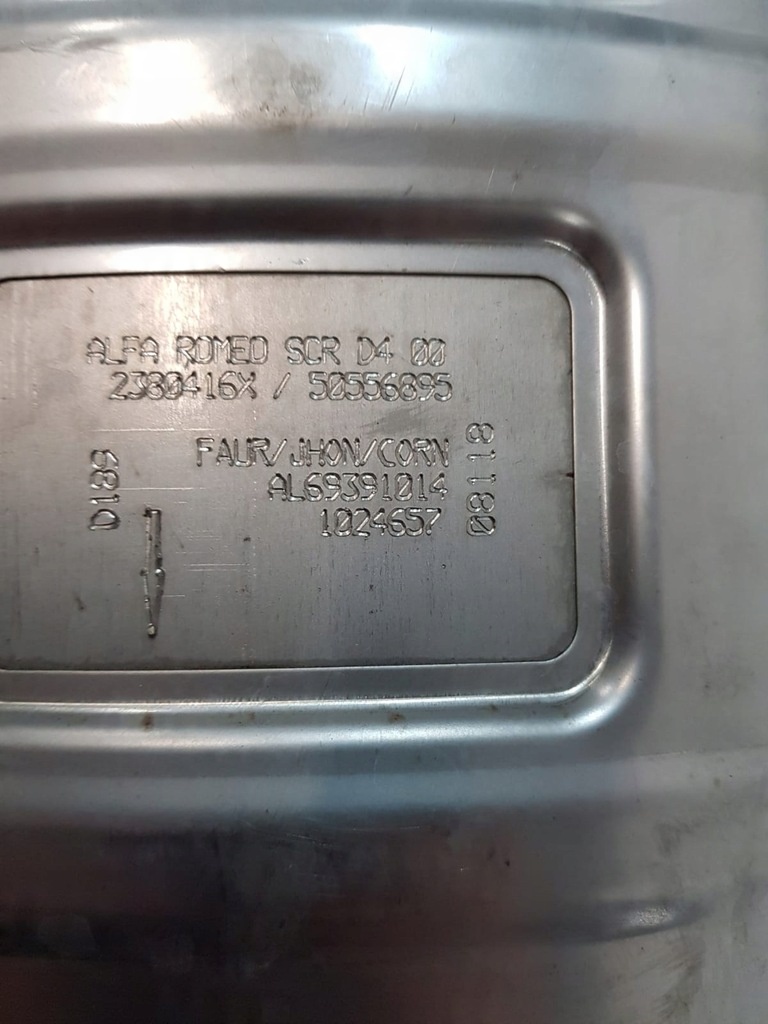 ALFA ROMEO SCR D4 00
2380416X / 50556895
FAUR/JHON/CORN
AL69391014
1024657
D189
08118